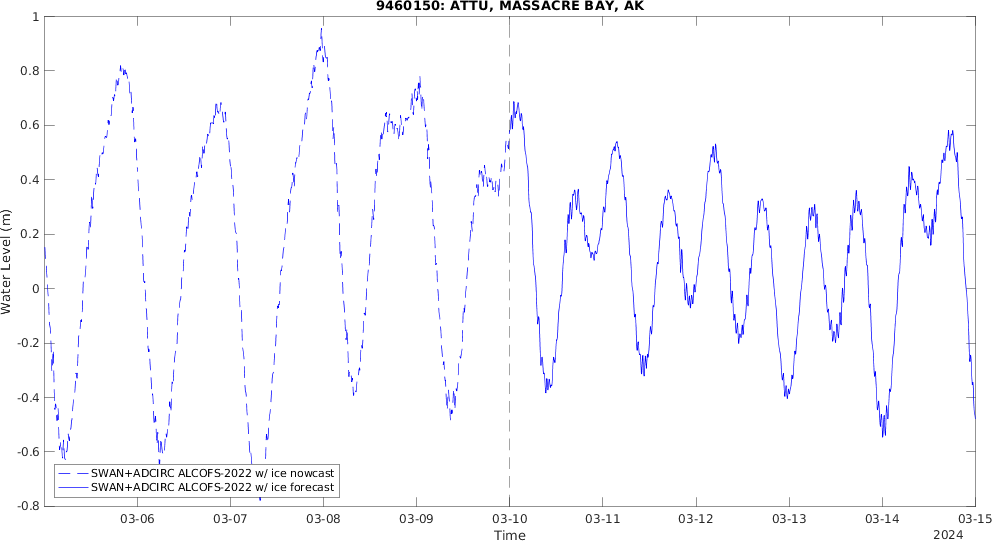 9460150: ATTU, MASSACRE BAY, AK
1
0.8
0.6
0.4
0.2
0
-0.2
-0.4
-0.6
-0.8
Water Level (m)
SWAN+ADCIRC ALCOFS-2022 w/ ice nowcast
SWAN+ADCIRC ALCOFS-2022 w/ ice forecast
03-06 03-07 03-08 03-09 03-10 03-11 03-12 03-13 03-14 03-15
Time
2024